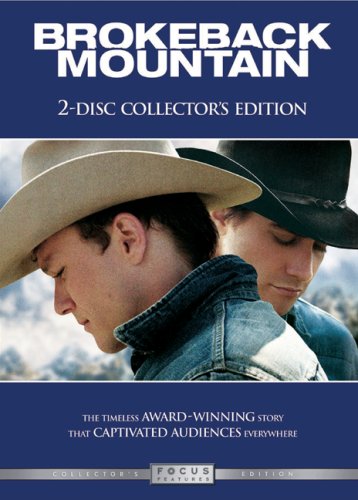 BROKEBACK
MOUNTAIN
2-DISC COLLECTOR'S EDITION
THE TIMELESS AWARD-WINNING STORY
THAT CAPTIVATED AUDIENCES EVERYWHERE
COLLECTOR'S FOCUS FEATURES EDITION